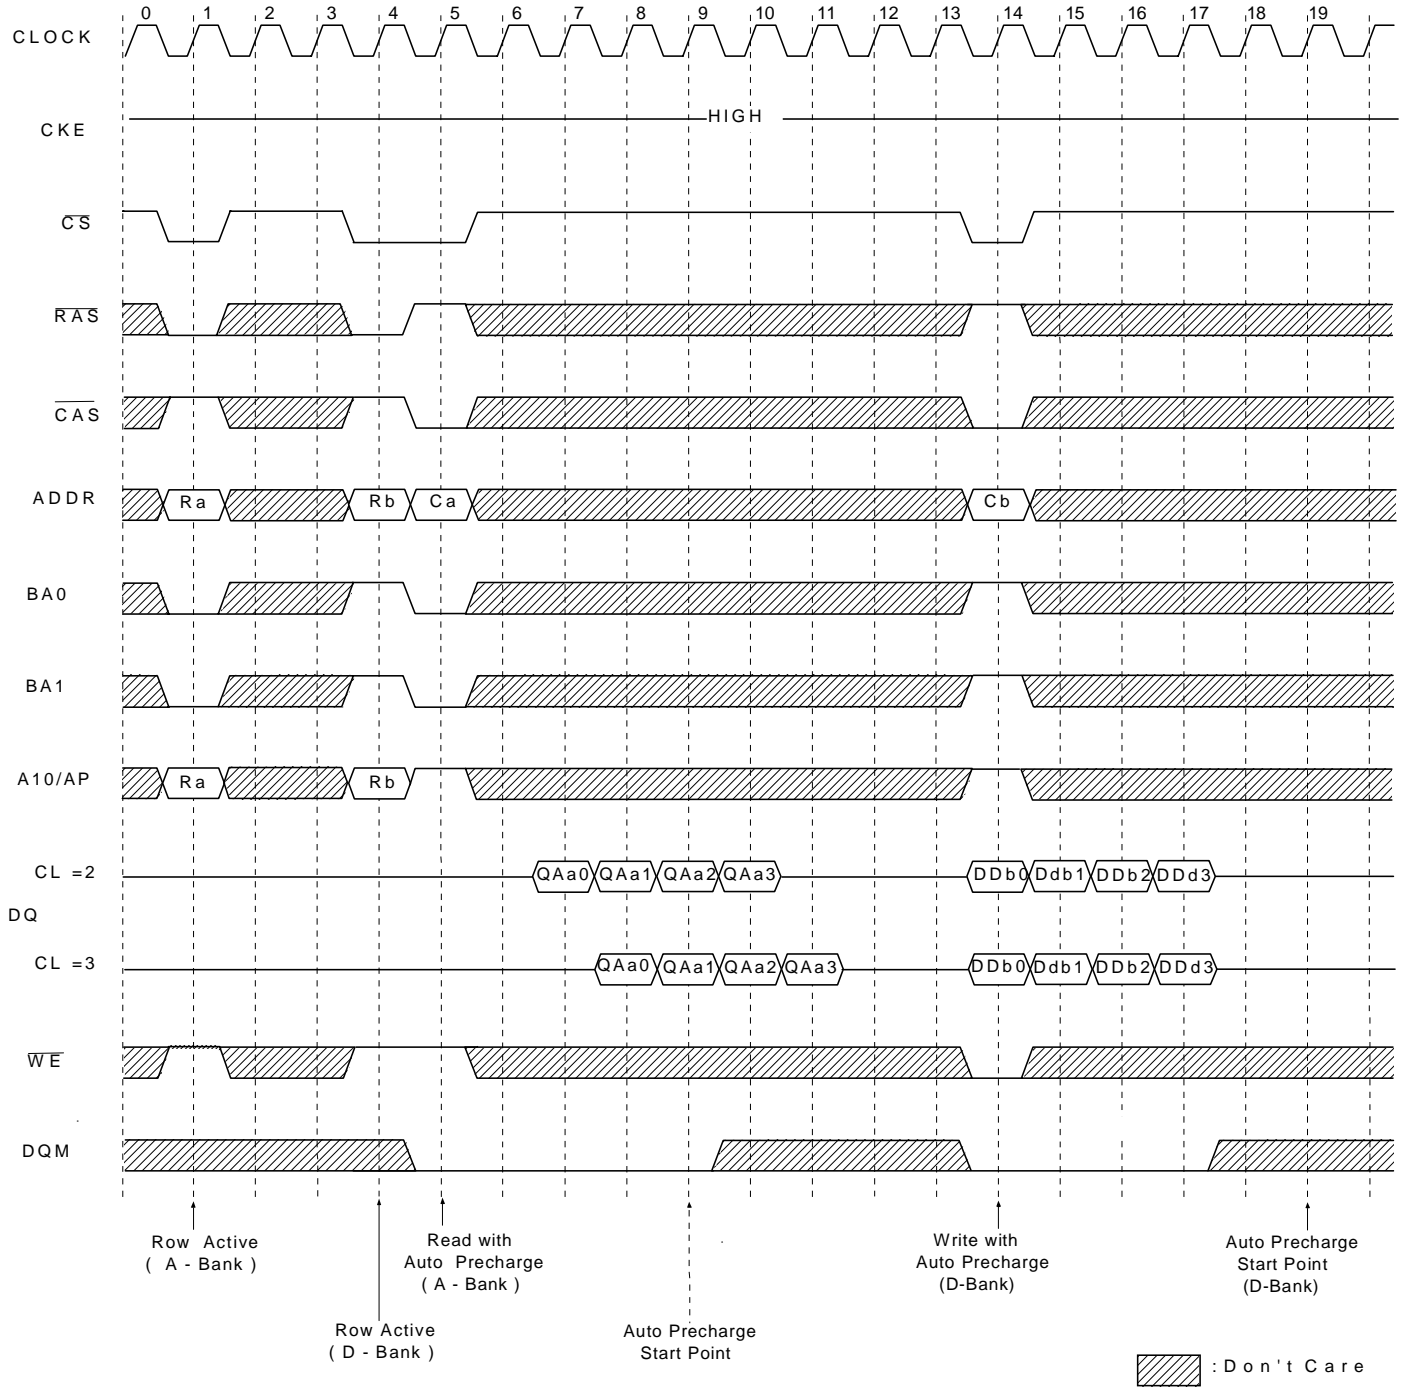 0 1 2 3 4 5 6 7 8 9 10 11 12 13 14 15 16 17 18 19
CLOCK
CKE
HIGH
CS
RAS
CAS
ADDR
Ra Rb Ca Cb
BA0
BA1
A10/AP
Ra Rb
CL =2
QAa0 QAa1 QAa2 QAa3 DDb0 Ddb1 DDb2 DDd3
DQ
CL =3
QAa0 QAa1 QAa2 QAa3 DDb0 Ddb1 DDb2 DDd3
WE
DQM
Row Active
( A - Bank )
Read with
Auto Precharge
( A - Bank )
Write with
Auto Precharge
(D-Bank)
Auto Precharge
Start Point
(D-Bank)
Row Active
( D - Bank )
Auto Precharge
Start Point
: Don't Care